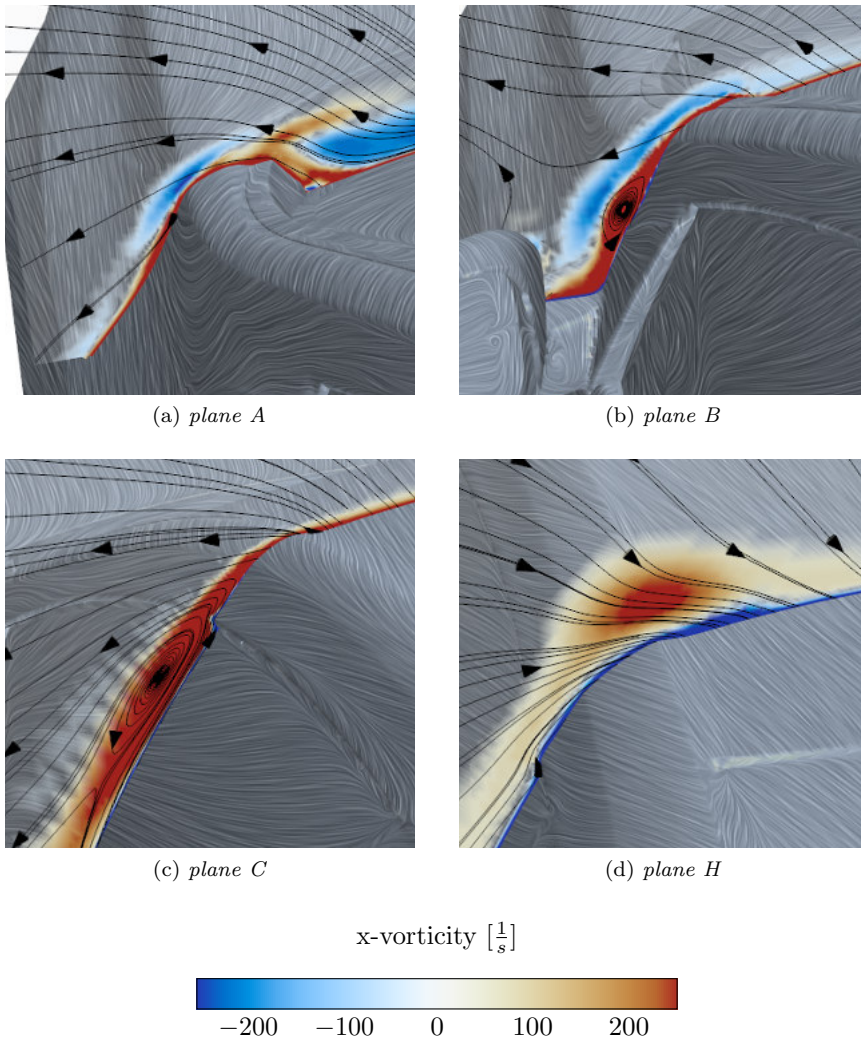 (a) plane A
(b) plane B
(c) plane C
(d) plane H
x-vorticity [1/s]
−200 −100 0 100 200